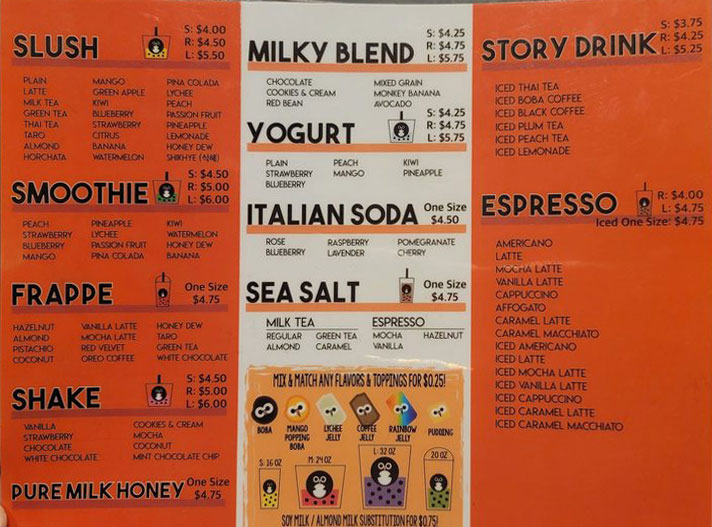 SLUSH
S: $4.00
R: $4.50
L: $5.50
PLAIN MANGO PINA COLADA
LATTE GREEN APPLE LYCHEE
MILK TEA KIWI PEACH
GREEN TEA BLUEBERRY PASSION FRUIT
THAI TEA STRAWBERRY PINEAPPLE
TARO CITRUS LEMONADE
ALMOND BANANA HONEY DEW
HORCHATA WATERMELON SHIKHYE (식혜)
SMOOTHIE
S: $4.50
R: $5.00
L: $6.00
PEACH PINEAPPLE KIWI
STRAWBERRY LYCHEE WATERMELON
BLUEBERRY PASSION FRUIT HONEY DEW
MANGO PINA COLADA BANANA
FRAPPE
One Size
$4.75
HAZELNUT VANILLA LATTE HONEY DEW
ALMOND MOCHA LATTE TARO
PISTACHIO RED VELVET GREEN TEA
COCONUT OREO COFFEE WHITE CHOCOLATE
SHAKE
S: $4.50
R: $5.00
L: $6.00
VANILLA COOKIES & CREAM
STRAWBERRY MOCHA
CHOCOLATE COCONUT
WHITE CHOCOLATE MINT CHOCOLATE CHIP
PURE MILK HONEY
One Size
$4.75
MILKY BLEND
S: $4.25
R: $4.75
L: $5.75
CHOCOLATE MIXED GRAIN
COOKIES & CREAM MONKEY BANANA
RED BEAN AVOCADO
YOGURT
S: $4.25
R: $4.75
L: $5.75
PLAIN PEACH KIWI
STRAWBERRY MANGO PINEAPPLE
BLUEBERRY
ITALIAN SODA
One Size
$4.50
ROSE RASPBERRY POMEGRANATE
BLUEBERRY LAVENDER CHERRY
SEA SALT
One Size
$4.75
MILK TEA ESPRESSO
REGULAR GREEN TEA MOCHA HAZELNUT
ALMOND CARAMEL VANILLA
MIX & MATCH ANY FLAVORS & TOPPINGS FOR $0.25!
BOBA
MANGO
POPPING
BOBA
LYCHEE
JELLY
COFFEE
JELLY
RAINBOW
JELLY
PUDDING
S: 16 OZ
M: 24 OZ
L: 32 OZ
20 OZ
SOY MILK / ALMOND MILK SUBSTITUTION FOR $0.75!
STORY DRINK
S: $3.75
R: $4.25
L: $5.25
ICED THAI TEA
ICED BOBA COFFEE
ICED BLACK COFFEE
ICED PLUM TEA
ICED PEACH TEA
ICED LEMONADE
ESPRESSO
R: $4.00
L: $4.75
Iced One Size: $4.75
AMERICANO
LATTE
MOCHA LATTE
VANILLA LATTE
CAPPUCCINO
AFFOGATO
CARAMEL LATTE
CARAMEL MACCHIATO
ICED AMERICANO
ICED LATTE
ICED MOCHA LATTE
ICED VANILLA LATTE
ICED CAPPUCCINO
ICED CARAMEL LATTE
ICED CARAMEL MACCHIATO